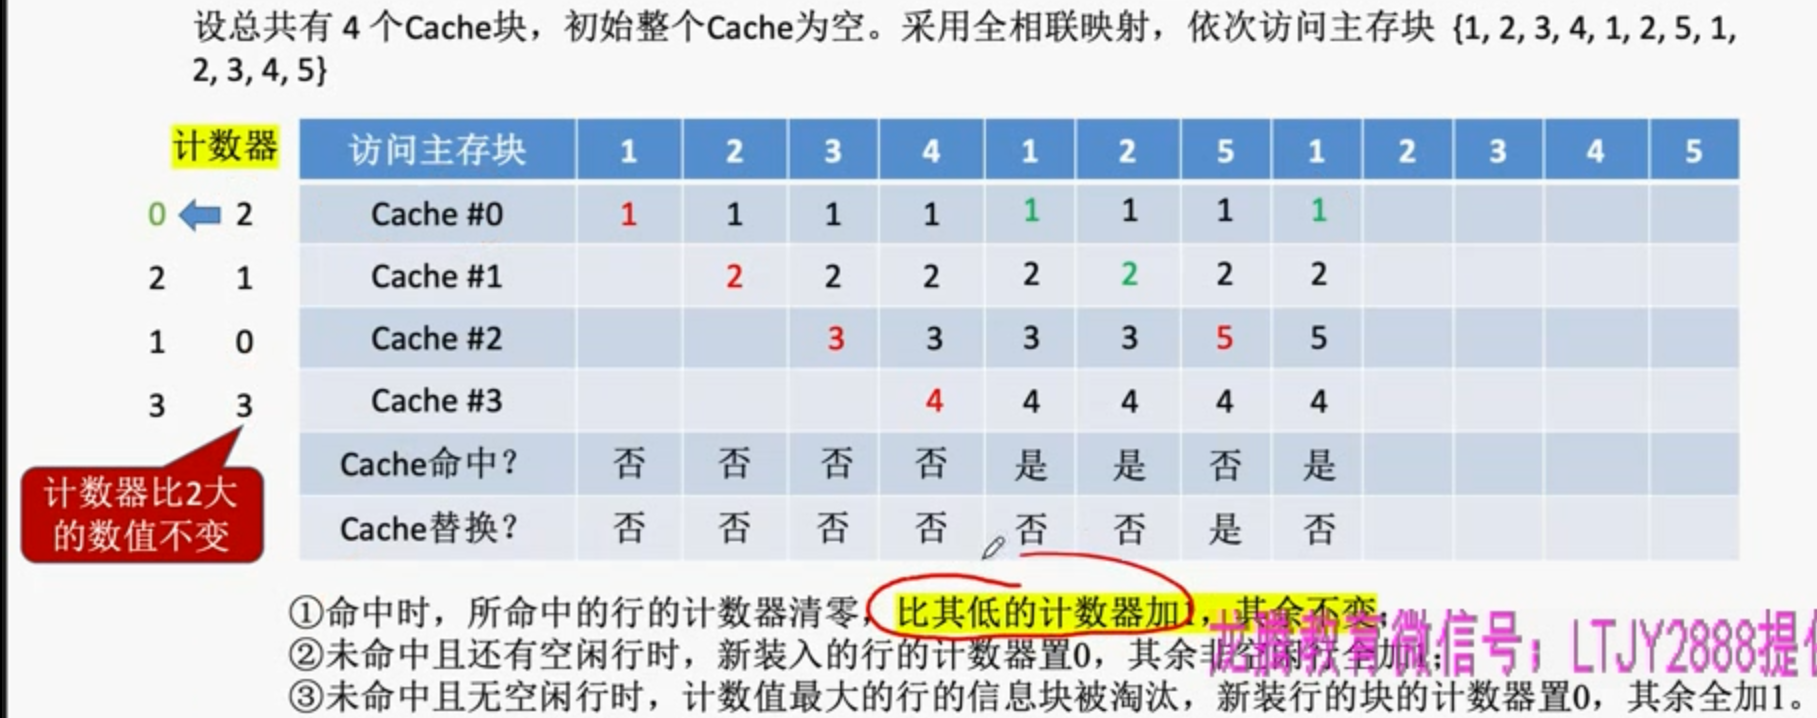 设总共有 4 个Cache块，初始整个Cache为空。采用全相联映射，依次访问主存块 {1, 2, 3, 4, 1, 2, 5, 1,
2, 3, 4, 5}
计数器 访问主存块 1 2 3 4 1 2 5 1 2 3 4 5
0 2 Cache #0 1 1 1 1 1 1 1 1
2 1 Cache #1 2 2 2 2 2 2 2
1 0 Cache #2 3 3 3 3 5 5
3 3 Cache #3 4 4 4 4 4
Cache命中？ 否 否 否 否 是 是 否 是
Cache替换？ 否 否 否 否 否 否 是 否
计数器比2大
的数值不变
①命中时，所命中的行的计数器清零，比其低的计数器加1，其余不变；
②未命中且还有空闲行时，新装入的行的计数器置0，其余非空闲行全加1；
龙腾教育微信号：LTJY2888提
③未命中且无空闲行时，计数值最大的行的信息块被淘汰，新装行的块的计数器置0，其余全加1。